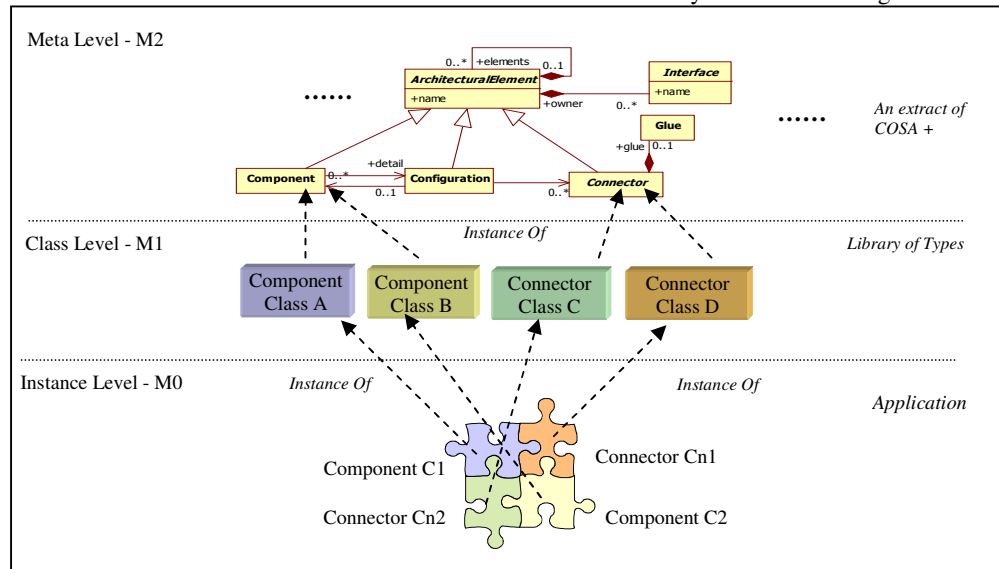 Meta Level - M2
0..*
+elements
0..1
ArchitecturalElement
+name
+owner
0..*
Interface
+name
......
......
An extract of
COSA +
Glue
+glue
0..1
Component
+detail
0..*
0..1
Configuration
0..*
Connector
Instance Of
Class Level - M1
Library of Types
Component
Class A
Component
Class B
Connector
Class C
Connector
Class D
Instance Level - M0
Instance Of
Instance Of
Application
Component C1
Connector Cn1
Connector Cn2
Component C2